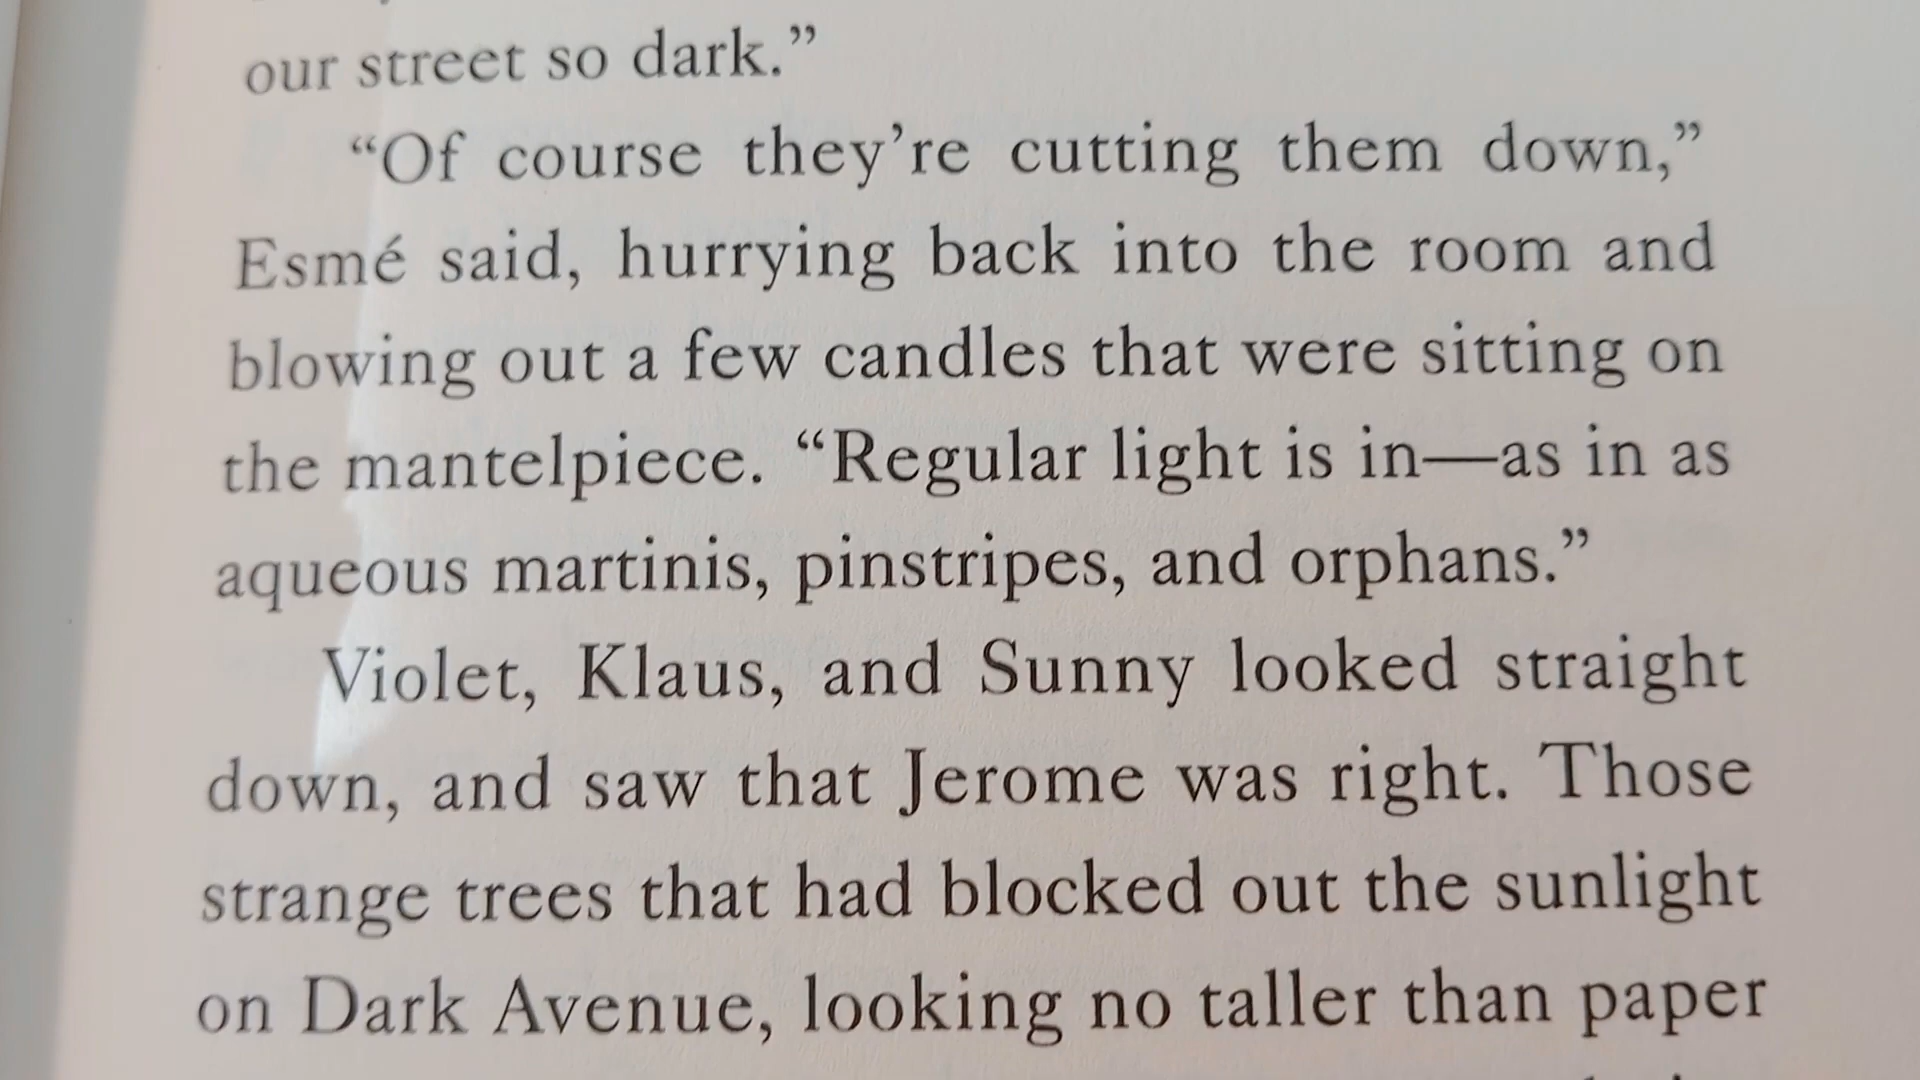 our street so dark.”
“Of course they’re cutting them down,”
Esmé said, hurrying back into the room and
blowing out a few candles that were sitting on
the mantelpiece. “Regular light is in—as in as
aqueous martinis, pinstripes, and orphans.”
Violet, Klaus, and Sunny looked straight
down, and saw that Jerome was right. Those
strange trees that had blocked out the sunlight
on Dark Avenue, looking no taller than paper